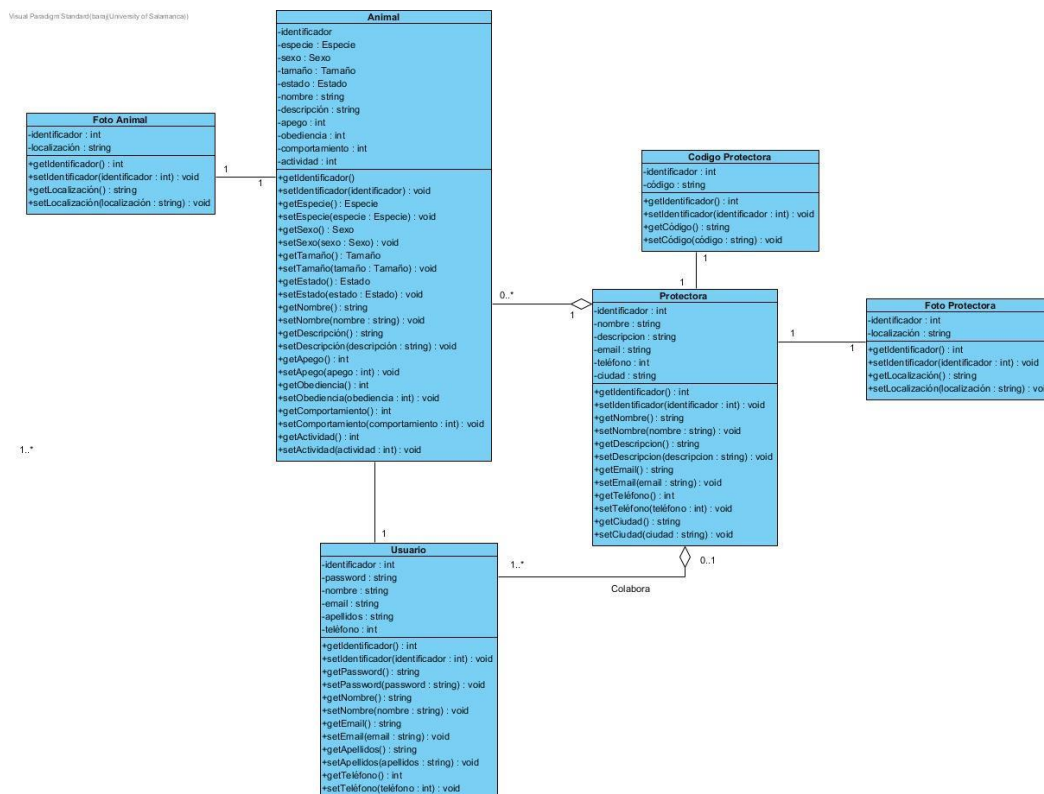 Visual Paradigm Standard(tsraji(University of Salamanca))
Animal
-identificador
-especie : Especie
-sexo : Sexo
-tamaño : Tamaño
-estado : Estado
-nombre : string
-descripción : string
-apego : int
-obediencia : int
-comportamiento : int
-actividad : int
+getIdentificador()
+setIdentificador(identificador) : void
+getEspecie() : Especie
+setEspecie(especie : Especie) : void
+getSexo() : Sexo
+setSexo(sexo : Sexo) : void
+getTamaño() : Tamaño
+setTamaño(tamaño : Tamaño) : void
+getEstado() : Estado
+setEstado(estado : Estado) : void
+getNombre() : string
+setNombre(nombre : string) : void
+getDescripción() : string
+setDescripción(descripción : string) : void
+getApego() : int
+setApego(apego : int) : void
+getObediencia() : int
+setObediencia(obediencia : int) : void
+getComportamiento() : int
+setComportamiento(comportamiento : int) : void
+getActividad() : int
+setActividad(actividad : int) : void
Foto Animal
-identificador : int
-localización : string
+getIdentificador() : int
+setIdentificador(identificador : int) : void
+getLocalización() : string
+setLocalización(localización : string) : void
1
1
Codigo Protectora
-identificador : int
-código : string
+getIdentificador() : int
+setIdentificador(identificador : int) : void
+getCódigo() : string
+setCódigo(código : string) : void
1
1
0..*
1
Protectora
-identificador : int
-nombre : string
-descripcion : string
-email : string
-teléfono : int
-ciudad : string
+getIdentificador() : int
+setIdentificador(identificador : int) : void
+getNombre() : string
+setNombre(nombre : string) : void
+getDescripcion() : string
+setDescripcion(descripcion : string) : void
+getEmail() : string
+setEmail(email : string) : void
+getTeléfono() : int
+setTeléfono(teléfono : int) : void
+getCiudad() : string
+setCiudad(ciudad : string) : void
1
1
Foto Protectora
-identificador : int
-localización : string
+getIdentificador() : int
+setIdentificador(identificador : int) : void
+getLocalización() : string
+setLocalización(localización : string) : voi
1..*
1
Usuario
-identificador : int
-password : string
-nombre : string
-email : string
-apellidos : string
-teléfono : int
+getIdentificador() : int
+setIdentificador(identificador : int) : void
+getPassword() : string
+setPassword(password : string) : void
+getNombre() : string
+setNombre(nombre : string) : void
+getEmail() : string
+setEmail(email : string) : void
+getApellidos() : string
+setApellidos(apellidos : string) : void
+getTeléfono() : int
+setTeléfono(teléfono : int) : void
1..*
0..1
Colabora